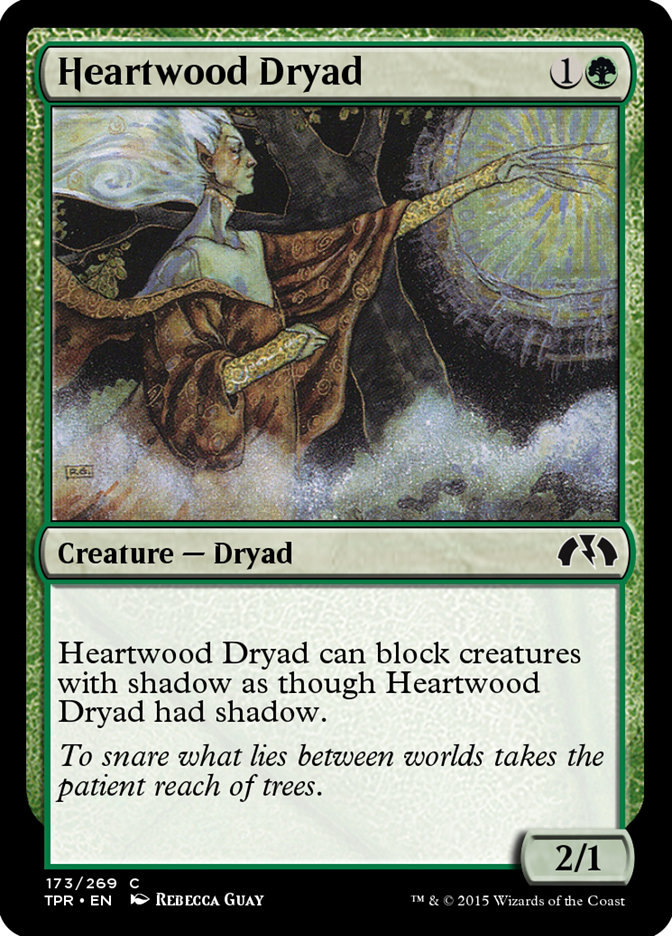 Heartwood Dryad 1
R.G.
Creature — Dryad
Heartwood Dryad can block creatures
with shadow as though Heartwood
Dryad had shadow.
To snare what lies between worlds takes the
patient reach of trees.
2/1
173/269 C
TPR • EN Rebecca Guay
™ & © 2015 Wizards of the Coast